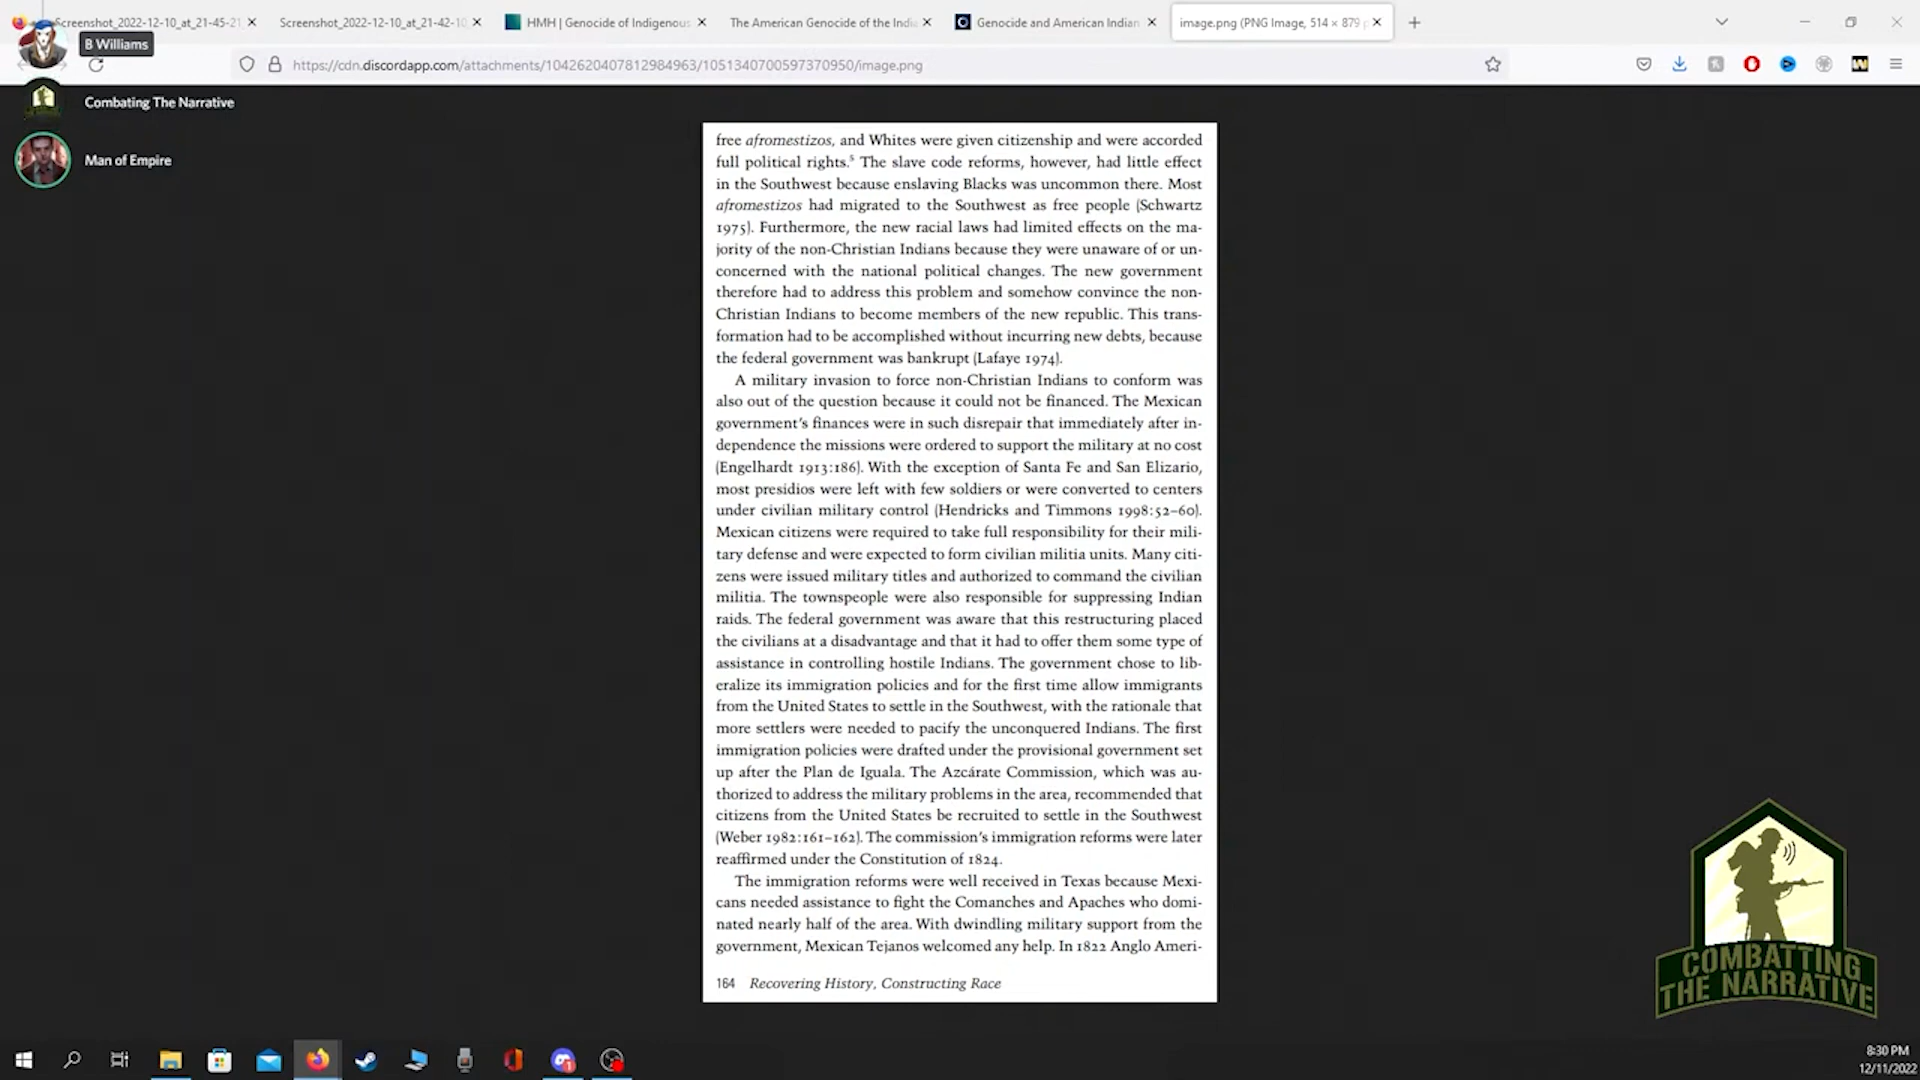 Screenshot_2022-12-10_at_21-45-21
Screenshot_2022-12-10_at_21-42-10
HMH | Genocide of Indigenous
The American Genocide of the India
Genocide and American Indian
image.png (PNG Image, 514 × 879 p
B Williams
https://cdn.discordapp.com/attachments/1042620407812984963/1051340700597370950/image.png
Combating The Narrative
Man of Empire
free afromestizos, and Whites were given citizenship and were accorded
full political rights.⁵ The slave code reforms, however, had little effect
in the Southwest because enslaving Blacks was uncommon there. Most
afromestizos had migrated to the Southwest as free people (Schwartz
1975). Furthermore, the new racial laws had limited effects on the ma-
jority of the non-Christian Indians because they were unaware of or un-
concerned with the national political changes. The new government
therefore had to address this problem and somehow convince the non-
Christian Indians to become members of the new republic. This trans-
formation had to be accomplished without incurring new debts, because
the federal government was bankrupt (Lafaye 1974).
A military invasion to force non-Christian Indians to conform was
also out of the question because it could not be financed. The Mexican
government's finances were in such disrepair that immediately after in-
dependence the missions were ordered to support the military at no cost
(Engelhardt 1913:186). With the exception of Santa Fe and San Elizario,
most presidios were left with few soldiers or were converted to centers
under civilian military control (Hendricks and Timmons 1998:52–60).
Mexican citizens were required to take full responsibility for their mili-
tary defense and were expected to form civilian militia units. Many citi-
zens were issued military titles and authorized to command the civilian
militia. The townspeople were also responsible for suppressing Indian
raids. The federal government was aware that this restructuring placed
the civilians at a disadvantage and that it had to offer them some type of
assistance in controlling hostile Indians. The government chose to lib-
eralize its immigration policies and for the first time allow immigrants
from the United States to settle in the Southwest, with the rationale that
more settlers were needed to pacify the unconquered Indians. The first
immigration policies were drafted under the provisional government set
up after the Plan de Iguala. The Azcárate Commission, which was au-
thorized to address the military problems in the area, recommended that
citizens from the United States be recruited to settle in the Southwest
(Weber 1982:161–162). The commission's immigration reforms were later
reaffirmed under the Constitution of 1824.
The immigration reforms were well received in Texas because Mexi-
cans needed assistance to fight the Comanches and Apaches who domi-
nated nearly half of the area. With dwindling military support from the
government, Mexican Tejanos welcomed any help. In 1822 Anglo Ameri-
164 Recovering History, Constructing Race
COMBATTING
THE NARRATIVE
8:30 PM
12/11/2022